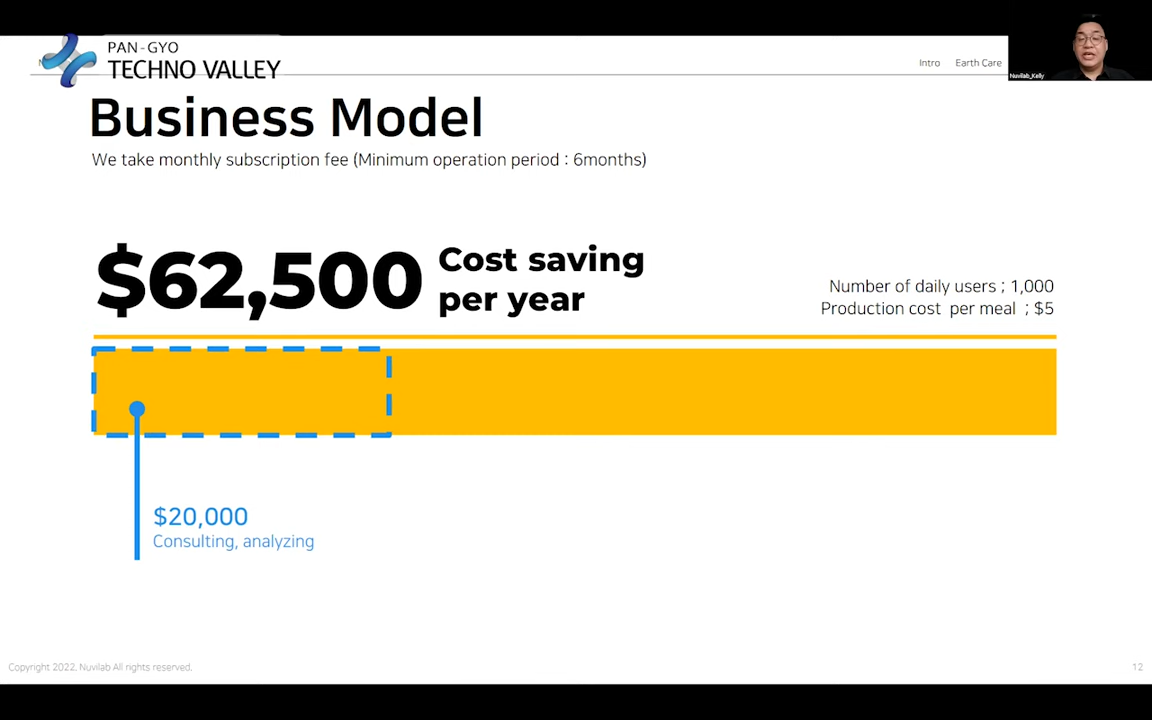 PAN-GYO
TECHNO VALLEY
Intro
Earth Care
Nuvilab_Kelly
Business Model
We take monthly subscription fee (Minimum operation period : 6months)
$62,500
Cost saving
per year
Number of daily users ; 1,000
Production cost per meal ; $5
$20,000
Consulting, analyzing
Copyright 2022. Nuvilab All rights reserved.
12